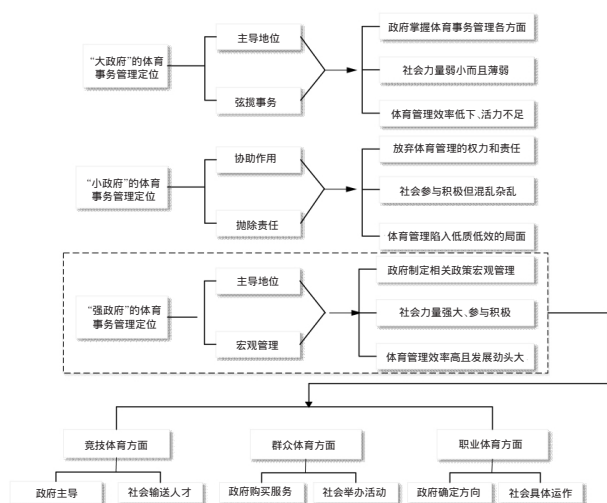 “大政府”的体育
事务管理定位
主导地位
弦揽事务
政府掌握体育事务管理各方面
社会力量弱小而且薄弱
体育管理效率低下、活力不足
“小政府”的体育
事务管理定位
协助作用
抛除责任
放弃体育管理的权力和责任
社会参与积极但混乱杂乱
体育管理陷入低质低效的局面
“强政府”的体育
事务管理定位
主导地位
宏观管理
政府制定相关政策宏观管理
社会力量强大、参与积极
体育管理效率高且发展劲头大
竞技体育方面
群众体育方面
职业体育方面
政府主导
社会输送人才
政府购买服务
社会举办活动
政府确定方向
社会具体运作